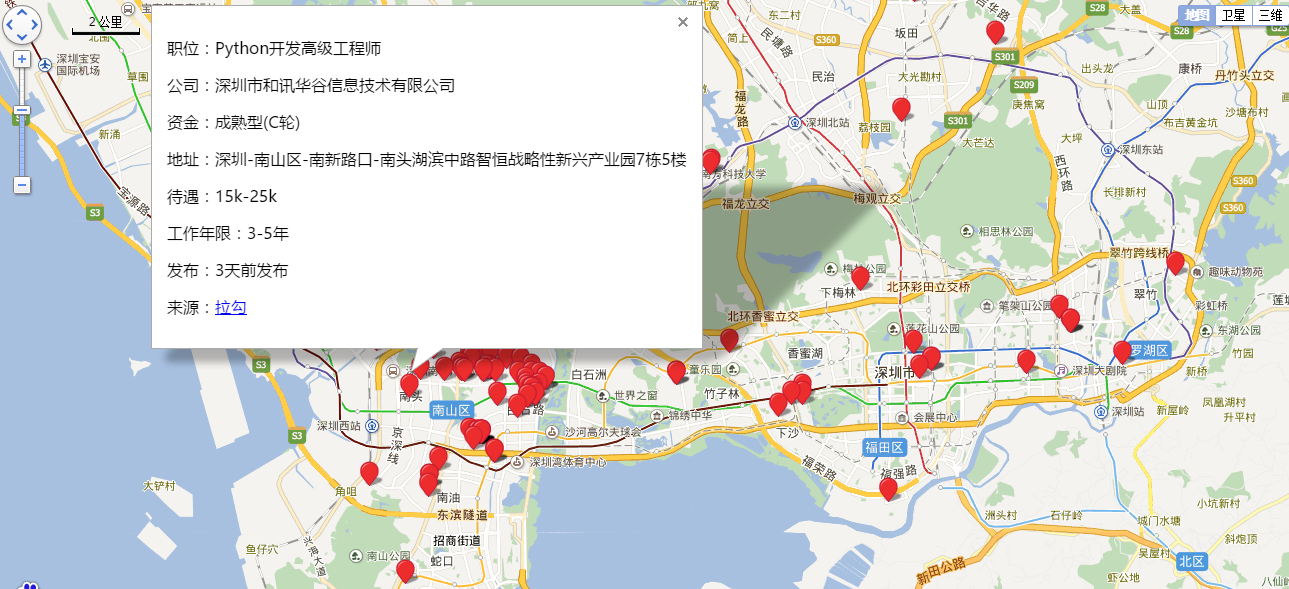 2 公里
×
地图
卫星
三维
职位：Python开发高级工程师
公司：深圳市和讯华谷信息技术有限公司
资金：成熟型(C轮)
地址：深圳-南山区-南新路口-南头湖滨中路智恒战略性新兴产业园7栋5楼
待遇：15k-25k
工作年限：3-5年
发布：3天前发布
来源：拉勾
东二村
坂田
S28
大盖
S28
S360
民塘路
简上
S301
民治
大光勘村
出头龙
康桥
丹竹头立交
深圳宝安
国际机场
草围
S209
庚焦窝
山顶
沙塘布村
福龙路
布吉黄金坑
深圳北站
荔枝园
S301
新涌
大芒达
大坪
深圳东站
西环路
S360
宝源路
长排新村
S3
福龙立交
梅观立交
S360
相思林公园
翠竹跨线桥
趣味动物苑
下梅林
北环彩田立交桥
翠竹
笔架山公园
彩虹桥
北环香蜜立交
莲花山公园
东湖公园
香蜜湖
罗湖区
竹园
S3
白石洲
深圳市
深圳大剧院
新桥
南头
竹子林
世界之窗
南山区
锦绣中华
会展中心
深圳站
新屋岭
凤凰湖村
升平村
深圳西站
沙河高尔夫球会
下沙
S3
京深线
福田区
深圳湾体育中心
福荣路
福强路
大铲村
角咀
南油
东滨隧道
洲头村
石仔岭
城门水塘
小坑新村
招商街道
鱼仔穴
兴海大道
南山公园
蛇口
吴屋村
斜炮顶
北区
新田公路
虾公塘
八仙岭